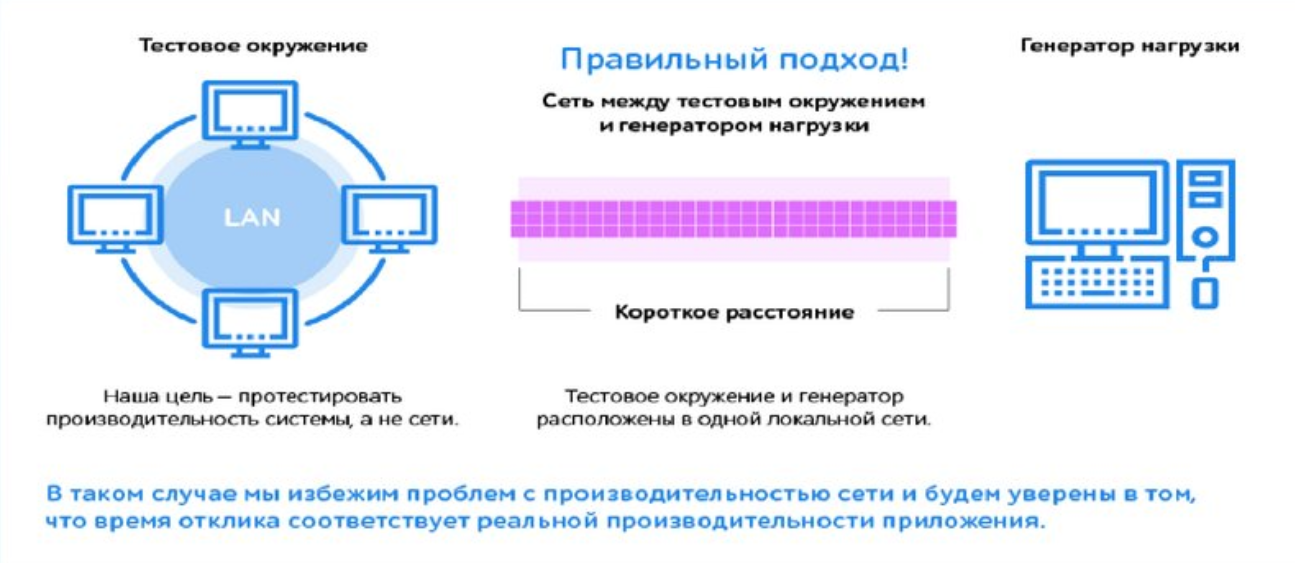 Тестовое окружение
Правильный подход!
Генератор нагрузки
Сеть между тестовым окружением
и генератором нагрузки
LAN
Короткое расстояние
Наша цель — протестировать
производительность системы, а не сети.
Тестовое окружение и генератор
расположены в одной локальной сети.
В таком случае мы избежим проблем с производительностью сети и будем уверены в том,
что время отклика соответствует реальной производительности приложения.